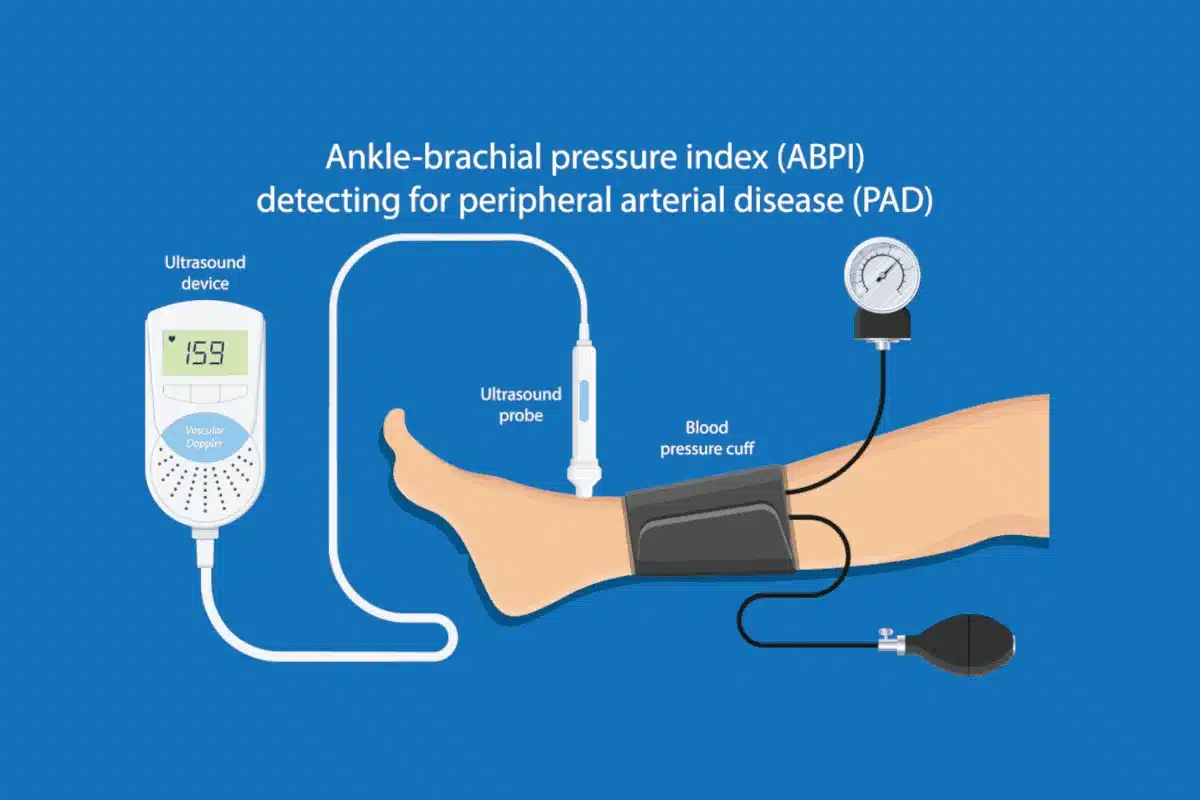 Ankle-brachial pressure index (ABPI)
detecting for peripheral arterial disease (PAD)
Ultrasound
device
159
Vascular
Doppler
Ultrasound
probe
Blood
pressure cuff